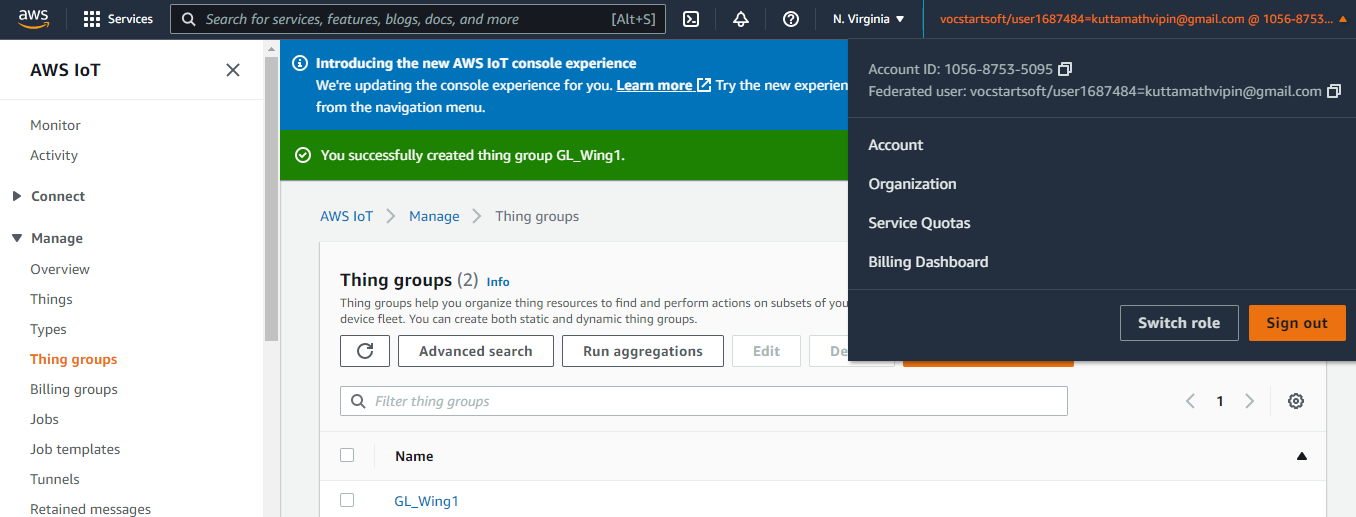 aws
Services
Search for services, features, blogs, docs, and more
[Alt+S]
N. Virginia
vocstartsoft/user1687484=kuttamathvipin@gmail.com @ 1056-8753...
AWS IoT
Monitor
Activity
Connect
Manage
Overview
Things
Types
Thing groups
Billing groups
Jobs
Job templates
Tunnels
Retained messages
Introducing the new AWS IoT console experience
We're updating the console experience for you. Learn more Try the new experien
from the navigation menu.
You successfully created thing group GL_Wing1.
AWS IoT
Manage
Thing groups
Thing groups (2) Info
Thing groups help you organize thing resources to find and perform actions on subsets of you
device fleet. You can create both static and dynamic thing groups.
Advanced search
Run aggregations
Edit
De
Filter thing groups
1
Name
GL_Wing1
Account ID: 1056-8753-5095
Federated user: vocstartsoft/user1687484=kuttamathvipin@gmail.com
Account
Organization
Service Quotas
Billing Dashboard
Switch role
Sign out